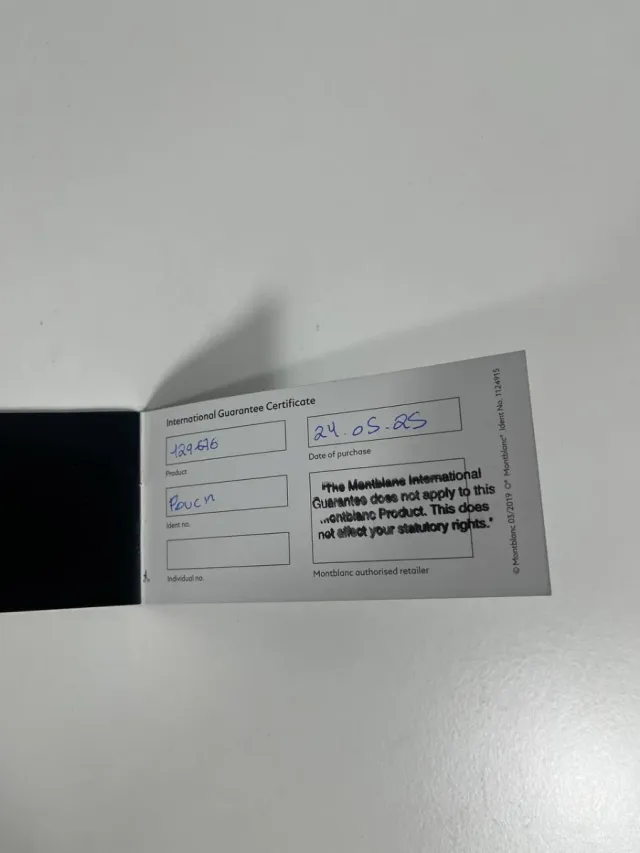 International Guarantee Certificate
129676
Product
Pouch
Ident no.
Individual no.
24.05.25
Date of purchase
"The Montblanc International
Guarantee does not apply to this
Montblanc Product. This does
not affect your statutory rights."
Montblanc authorised retailer
© Montblanc 03/2019 O° Montblanc® Ident No. 1124915